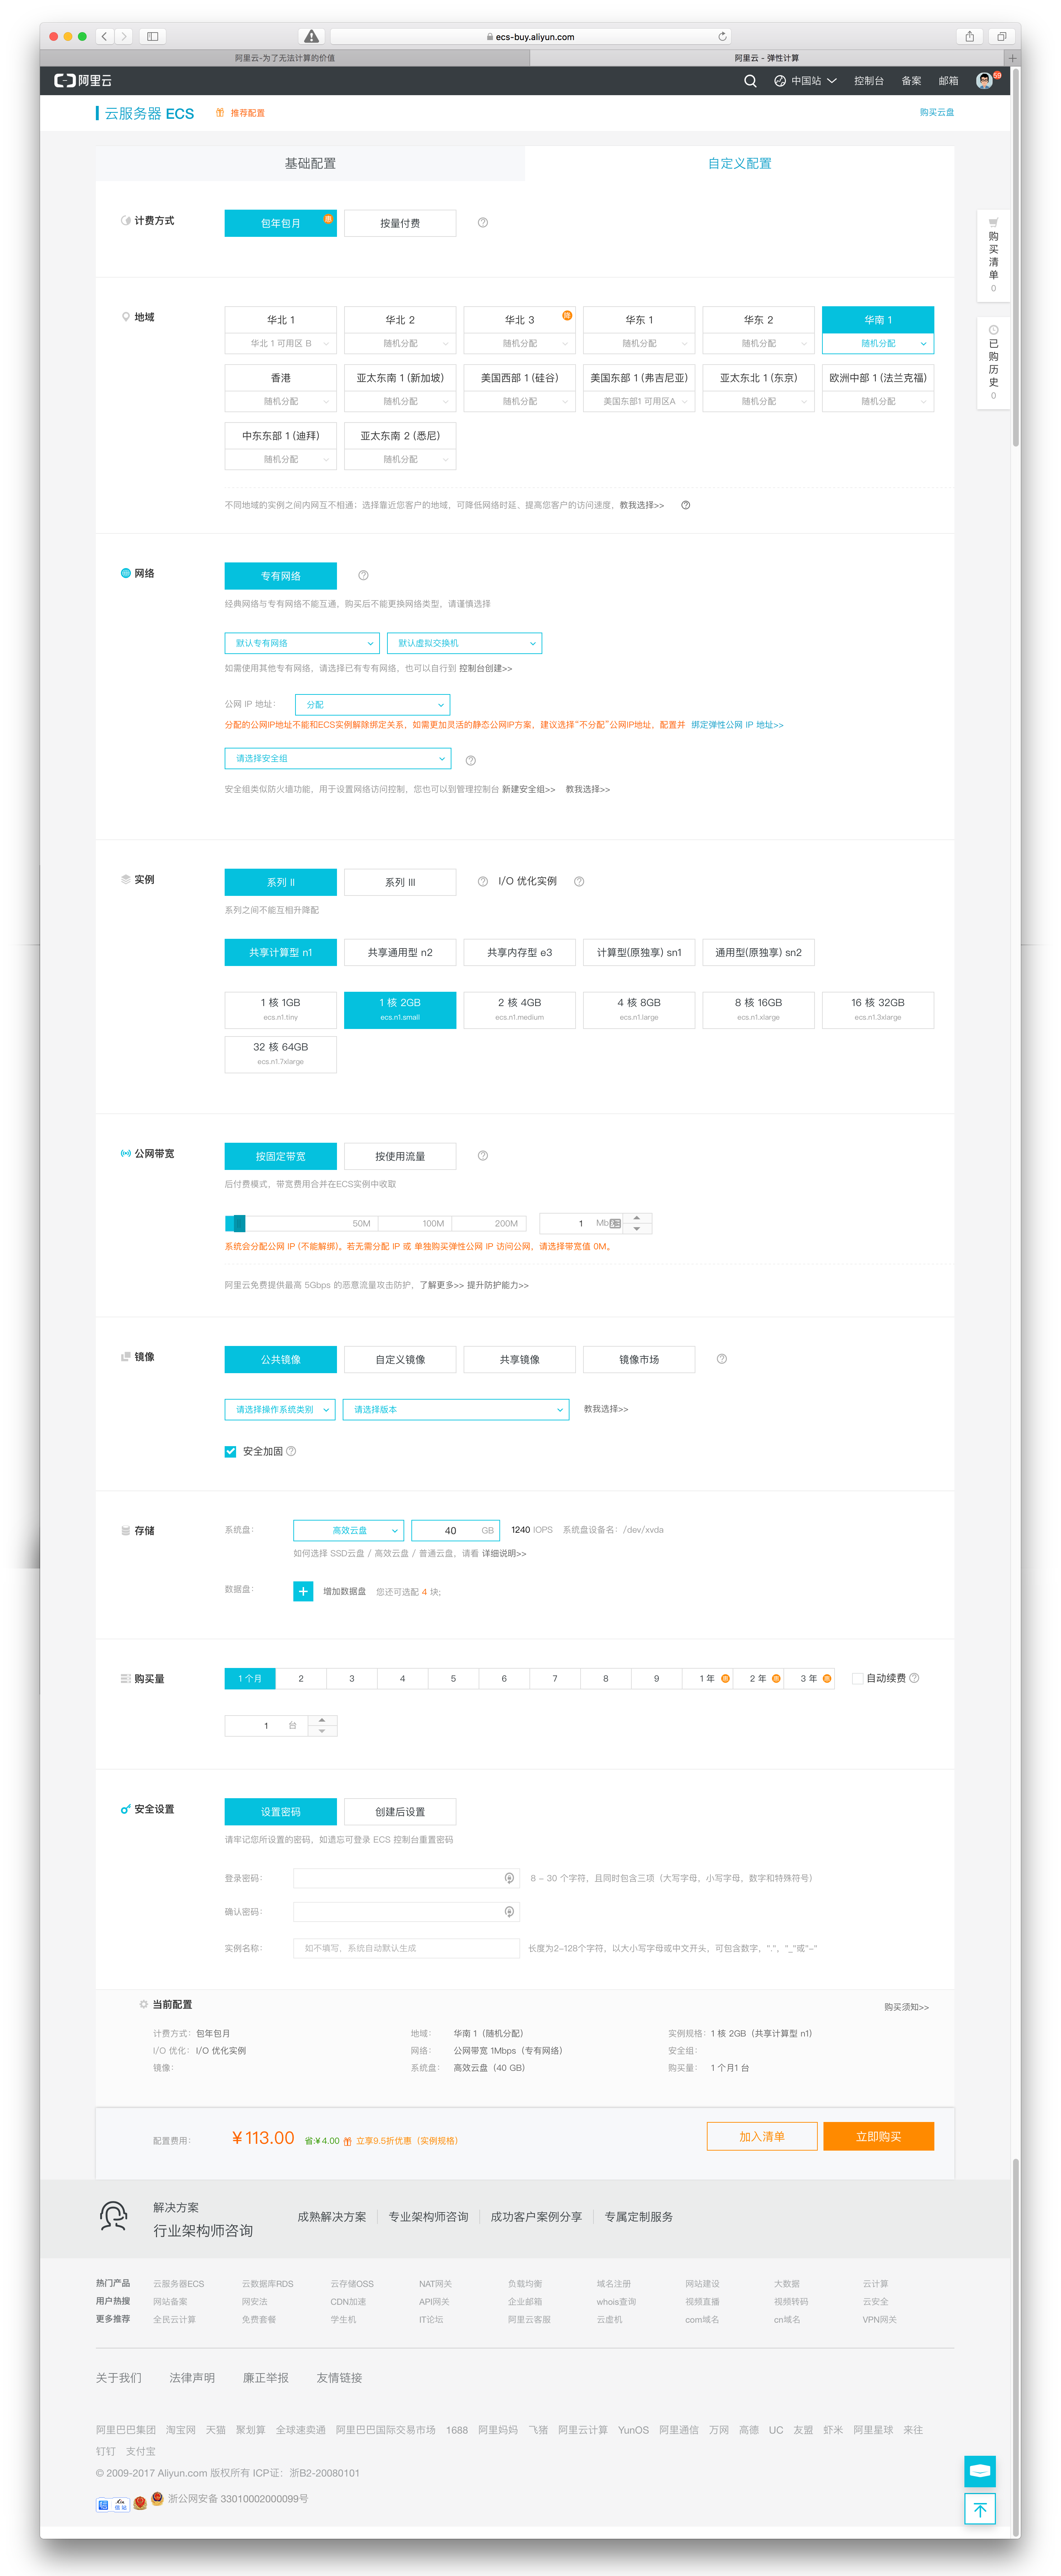 ecs-buy.aliyun.com
阿里云-为了无法计算的价值
阿里云 - 弹性计算
阿里云
中国站 控制台 备案 邮箱 59
云服务器 ECS 推荐配置 购买云盘
基础配置 自定义配置
计费方式 包年包月 惠 按量付费
购买清单 0
已购历史 0
地域 华北 1 华北 2 华北 3 华东 1 华东 2 华南 1
华北 1 可用区 B 随机分配 随机分配 随机分配 随机分配 随机分配
香港 亚太东南 1 (新加坡) 美国西部 1 (硅谷) 美国东部 1 (弗吉尼亚) 亚太东北 1 (东京) 欧洲中部 1 (法兰克福)
随机分配 随机分配 随机分配 美国东部1 可用区A 随机分配 随机分配
中东东部 1 (迪拜) 亚太东南 2 (悉尼)
随机分配 随机分配
不同地域的实例之间内网互不相通；选择靠近您客户的地域，可降低网络时延、提高您客户的访问速度，教我选择>>
网络 专有网络
经典网络与专有网络不能互通，购买后不能更换网络类型，请谨慎选择
默认专有网络 默认虚拟交换机
如需使用其他专有网络，请选择已有专有网络，也可以自行到 控制台创建>>
公网 IP 地址： 分配
分配的公网IP地址不能和ECS实例解除绑定关系，如需更加灵活的静态公网IP方案，建议选择“不分配”公网IP地址，配置并 绑定弹性公网 IP 地址>>
请选择安全组
安全组类似防火墙功能，用于设置网络访问控制，您也可以到管理控制台 新建安全组>> 教我选择>>
实例 系列 II 系列 III I/O 优化实例
系列之间不能互相升降配
共享计算型 n1 共享通用型 n2 共享内存型 e3 计算型(原独享) sn1 通用型(原独享) sn2
1 核 1GB 1 核 2GB 2 核 4GB 4 核 8GB 8 核 16GB 16 核 32GB
ecs.n1.tiny ecs.n1.small ecs.n1.medium ecs.n1.large ecs.n1.xlarge ecs.n1.3xlarge
32 核 64GB
ecs.n1.7xlarge
公网带宽 按固定带宽 按使用流量
后付费模式，带宽费用合并在ECS实例中收取
50M 100M 200M 1
系统会分配公网 IP (不能解绑)。若无需分配 IP 或 单独购买弹性公网 IP 访问公网，请选择带宽值 0M。
阿里云免费提供最高 5Gbps 的恶意流量攻击防护，了解更多>> 提升防护能力>>
镜像 公共镜像 自定义镜像 共享镜像 镜像市场
请选择操作系统类别 请选择版本 教我选择>>
安全加固
存储 系统盘： 高效云盘 40 GB 1240 IOPS 系统盘设备名：/dev/xvda
如何选择 SSD云盘 / 高效云盘 / 普通云盘，请看 详细说明>>
数据盘： 增加数据盘 您还可选配 4 块；
购买量 1 个月 2 3 4 5 6 7 8 9 1 年 惠 2 年 惠 3 年 惠 自动续费
1 台
安全设置 设置密码 创建后设置
请牢记您所设置的密码，如遗忘可登录 ECS 控制台重置密码
登录密码： 8 - 30 个字符，且同时包含三项（大写字母，小写字母，数字和特殊符号）
确认密码：
实例名称： 如不填写，系统自动默认生成 长度为2-128个字符，以大小写字母或中文开头，可包含数字，"."，"_"或"-"
当前配置 购买须知>>
计费方式：包年包月 地域： 华南 1（随机分配） 实例规格：1 核 2GB（共享计算型 n1）
I/O 优化：I/O 优化实例 网络： 公网带宽 1Mbps（专有网络） 安全组：
镜像： 系统盘： 高效云盘（40 GB） 购买量： 1 个月1 台
配置费用： ￥113.00 省:￥4.00 立享9.5折优惠（实例规格） 加入清单 立即购买
解决方案
行业架构师咨询 成熟解决方案 专业架构师咨询 成功客户案例分享 专属定制服务
热门产品 云服务器ECS 云数据库RDS 云存储OSS NAT网关 负载均衡 域名注册 网站建设 大数据 云计算
用户热搜 网站备案 网安法 CDN加速 API网关 企业邮箱 whois查询 视频直播 视频转码 云安全
更多推荐 全民云计算 免费套餐 学生机 IT论坛 阿里云客服 云虚机 com域名 cn域名 VPN网关
关于我们 法律声明 廉正举报 友情链接
阿里巴巴集团 淘宝网 天猫 聚划算 全球速卖通 阿里巴巴国际交易市场 1688 阿里妈妈 飞猪 阿里云计算 YunOS 阿里通信 万网 高德 UC 友盟 虾米 阿里星球 来往
钉钉 支付宝
© 2009-2017 Aliyun.com 版权所有 ICP证：浙B2-20080101
浙公网安备 33010002000099号